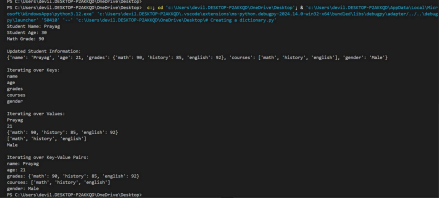 PS C:\Users\devil.DESKTOP-P2AKKQD\OneDrive\Desktop>
PS C:\Users\devil.DESKTOP-P2AKKQD\OneDrive\Desktop> c:; cd 'c:\Users\devil.DESKTOP-P2AKKQD\OneDrive\Desktop'; & 'c:\Users\devil.DESKTOP-P2AKKQD\AppData\Local\Micro
soft\WindowsApps\python3.12.exe' 'c:\Users\devil.DESKTOP-P2AKKQD\.vscode\extensions\ms-python.debugpy-2024.14.0-win32-x64\bundled\libs\debugpy\adapter/../..\debug
py\launcher' '--' 'c:\Users\devil.DESKTOP-P2AKKQD\OneDrive\Desktop\# Creating a dictionary.py'
Student Name: Prayag
Student Age: 30
Math Grade: 90
Updated Student Information:
{'name': 'Prayag', 'age': 21, 'grades': {'math': 90, 'history': 85, 'english': 92}, 'courses': ['math', 'history', 'english'], 'gender': 'Male'}
Iterating over Keys:
name
age
grades
courses
gender
Iterating over Values:
Prayag
21
{'math': 90, 'history': 85, 'english': 92}
['math', 'history', 'english']
Male
Iterating over Key-Value Pairs:
name: Prayag
age: 21
grades: {'math': 90, 'history': 85, 'english': 92}
courses: ['math', 'history', 'english']
gender: Male
PS C:\Users\devil.DESKTOP-P2AKKQD\OneDrive\Desktop>